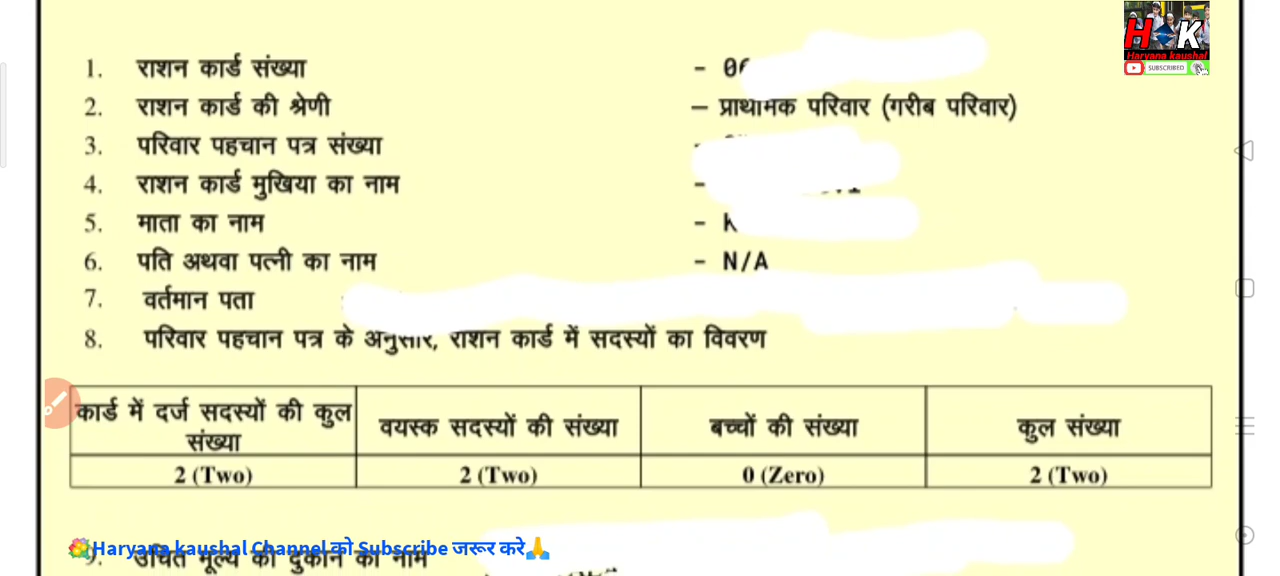 H K
Haryana kaushal
SUBSCRIBED
1. राशन कार्ड संख्या - 06
2. राशन कार्ड की श्रेणी – प्राथमिक परिवार (गरीब परिवार)
3. परिवार पहचान पत्र संख्या -
4. राशन कार्ड मुखिया का नाम -
5. माता का नाम - K
6. पति अथवा पत्नी का नाम - N/A
7. वर्तमान पता :
8. परिवार पहचान पत्र के अनुसार, राशन कार्ड में सदस्यों का विवरण
कार्ड में दर्ज सदस्यों की कुल संख्या वयस्क सदस्यों की संख्या बच्चों की संख्या कुल संख्या
2 (Two) 2 (Two) 0 (Zero) 2 (Two)
Haryana kaushal Channel को Subscribe जरूर करे🙏
9. उचित मूल्य की दुकान का नाम